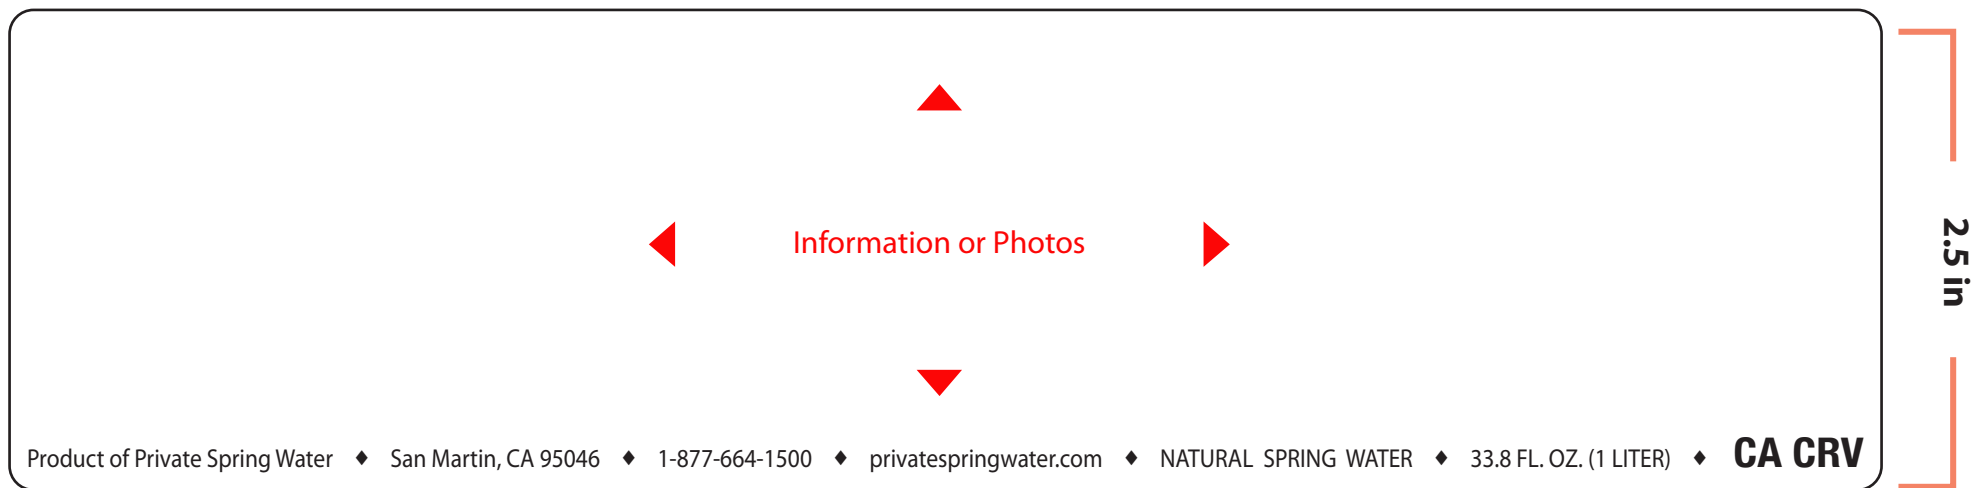 Information or Photos
2.5 in
Product of Private Spring Water ♦ San Martin, CA 95046 ♦ 1-877-664-1500 ♦ privatespringwater.com ♦ NATURAL SPRING WATER ♦ 33.8 FL. OZ. (1 LITER) ♦ CA CRV